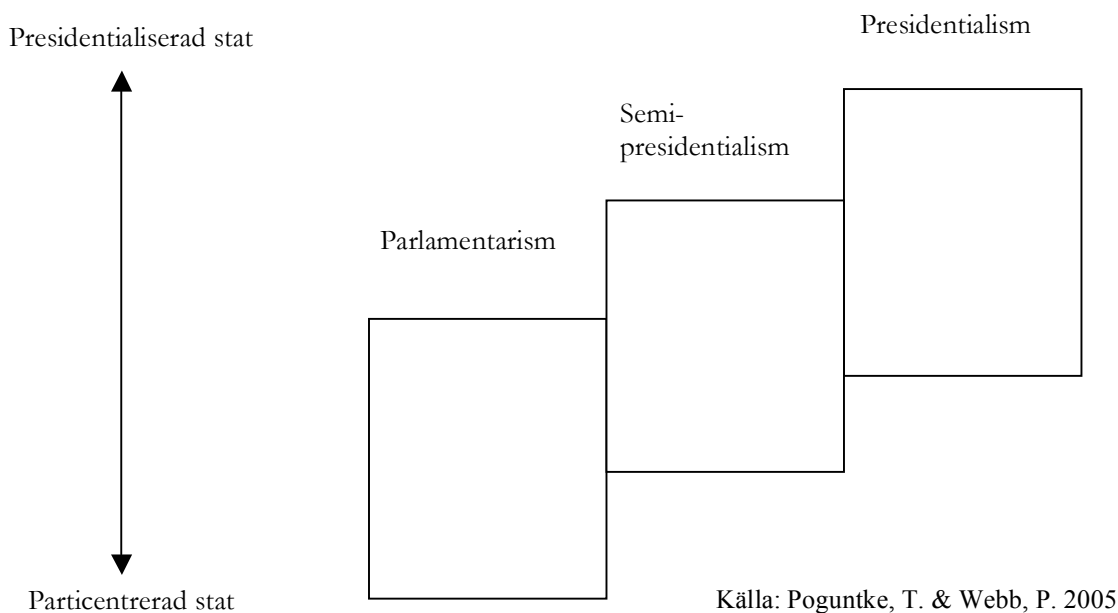 Presidentialiserad stat
Presidentialism
Semi-
presidentialism
Parlamentarism
Particentrerad stat
Källa: Poguntke, T. & Webb, P. 2005